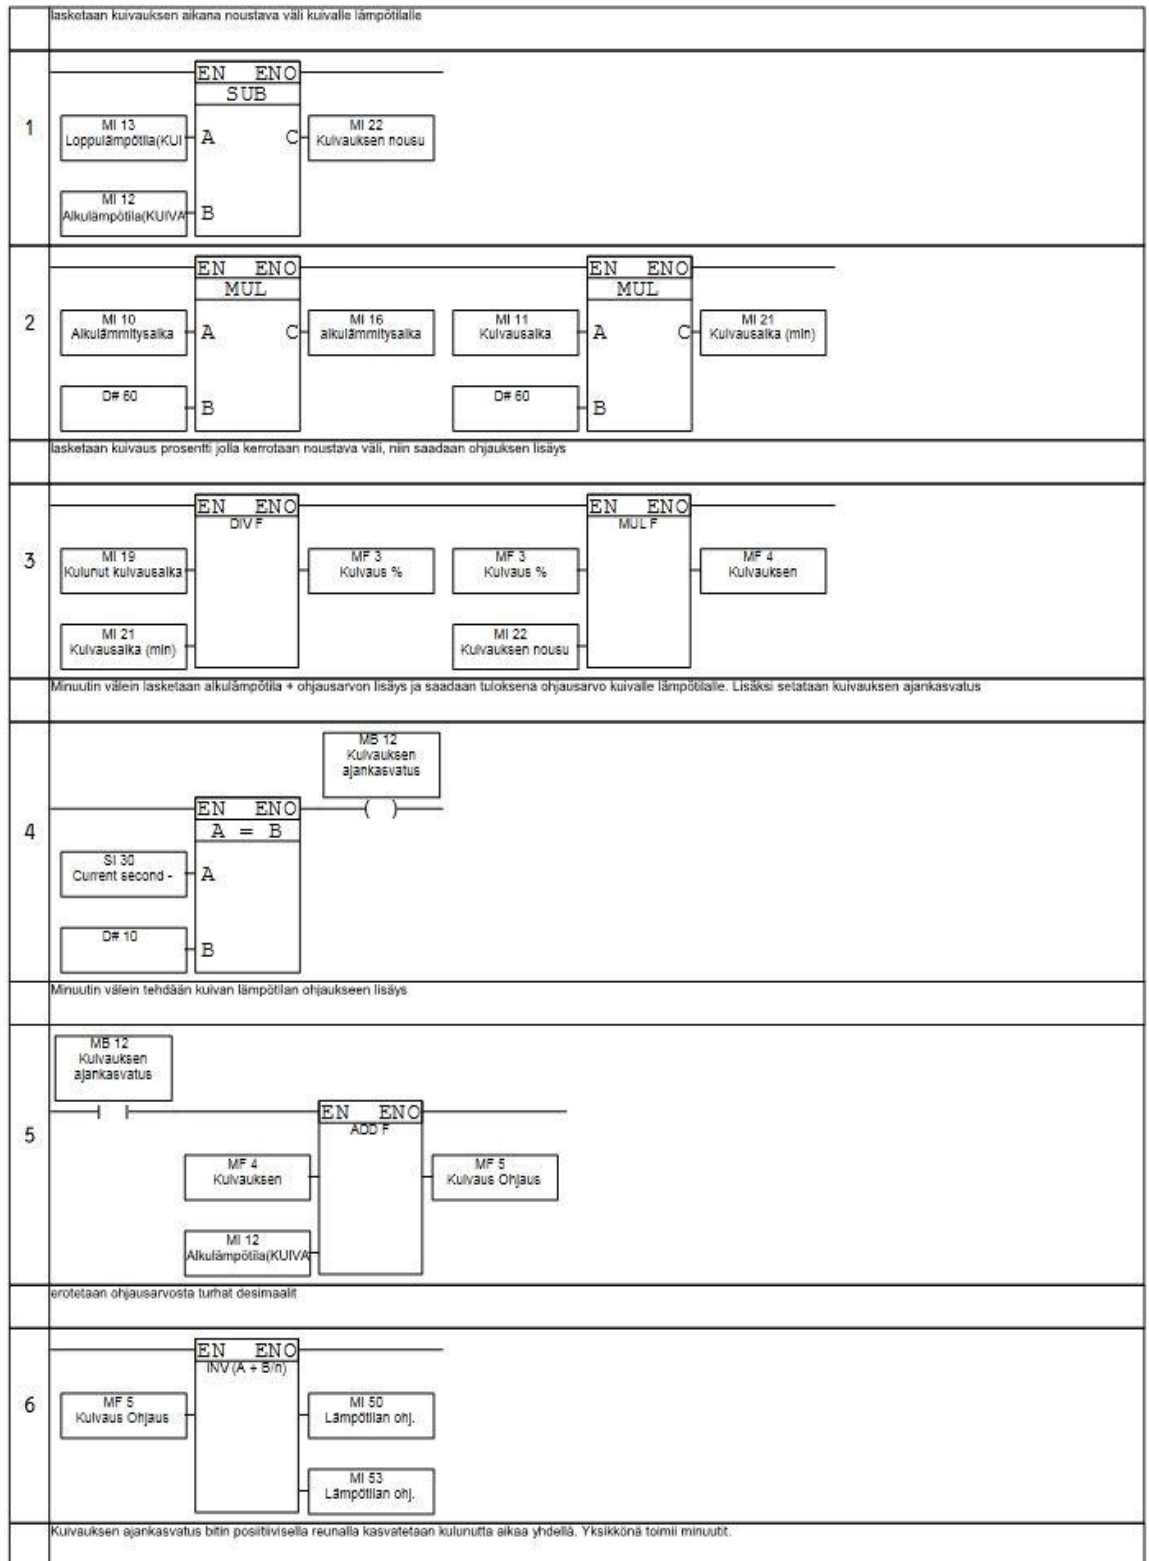 lasketaan kuivauksen aikana noustava väli kuivalle lämpötilalle
1
EN ENO
SUB
MI 13
Loppulämpötila(KUI
A
C
MI 22
Kuivauksen nousu
MI 12
Alkulämpötila(KUIVA
B
2
EN ENO
MUL
MI 10
Alkulämmitysaika
A
C
MI 16
alkulämmitysaika
D# 60
B
EN ENO
MUL
MI 11
Kuivausaika
A
C
MI 21
Kuivausaika (min)
D# 60
B
lasketaan kuivaus prosentti jolla kerrotaan noustava väli, niin saadaan ohjauksen lisäys
3
EN ENO
DIV F
MI 19
Kulunut kuivausaika
MF 3
Kuivaus %
MI 21
Kuivausaika (min)
EN ENO
MUL F
MF 3
Kuivaus %
MF 4
Kuivauksen
MI 22
Kuivauksen nousu
Minuutin välein lasketaan alkulämpötila + ohjausarvon lisäys ja saadaan tuloksena ohjausarvo kuivalle lämpötilalle. Lisäksi setataan kuivauksen ajankasvatus
4
MB 12
Kuivauksen
ajankasvatus
EN ENO
( )
A = B
SI 30
Current second -
A
D# 10
B
Minuutin välein tehdään kuivan lämpötilan ohjaukseen lisäys
5
MB 12
Kuivauksen
ajankasvatus
EN ENO
ADD F
MF 4
Kuivauksen
MF 5
Kuivaus Ohjaus
MI 12
Alkulämpötila(KUIVA
erotetaan ohjausarvosta turhat desimaalit
6
EN ENO
INV (A + B/n)
MF 5
Kuivaus Ohjaus
MI 50
Lämpötilan ohj.
MI 53
Lämpötilan ohj.
Kuivauksen ajankasvatus bitin posiitiivisella reunalla kasvatetaan kulunutta aikaa yhdellä. Yksikkönä toimii minuutit.